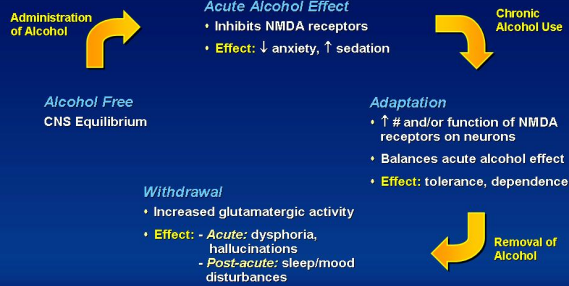 Acute Alcohol Effect
• Inhibits NMDA receptors
• Effect: ↓ anxiety, ↑ sedation
Administration
of Alcohol
Chronic
Alcohol Use
Alcohol Free
CNS Equilibrium
Adaptation
• ↑ # and/or function of NMDA
receptors on neurons
• Balances acute alcohol effect
• Effect: tolerance, dependence
Withdrawal
• Increased glutamatergic activity
• Effect: - Acute: dysphoria,
hallucinations
- Post-acute: sleep/mood
disturbances
Removal of
Alcohol